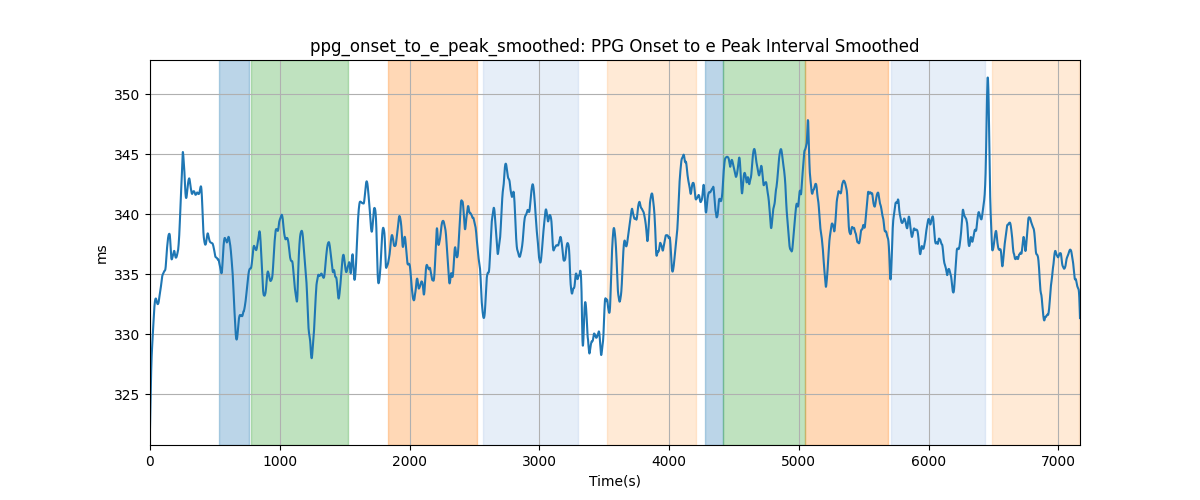 ppg_onset_to_e_peak_smoothed: PPG Onset to e Peak Interval Smoothed
350
345
340
335
330
325
ms
0 1000 2000 3000 4000 5000 6000 7000
Time(s)